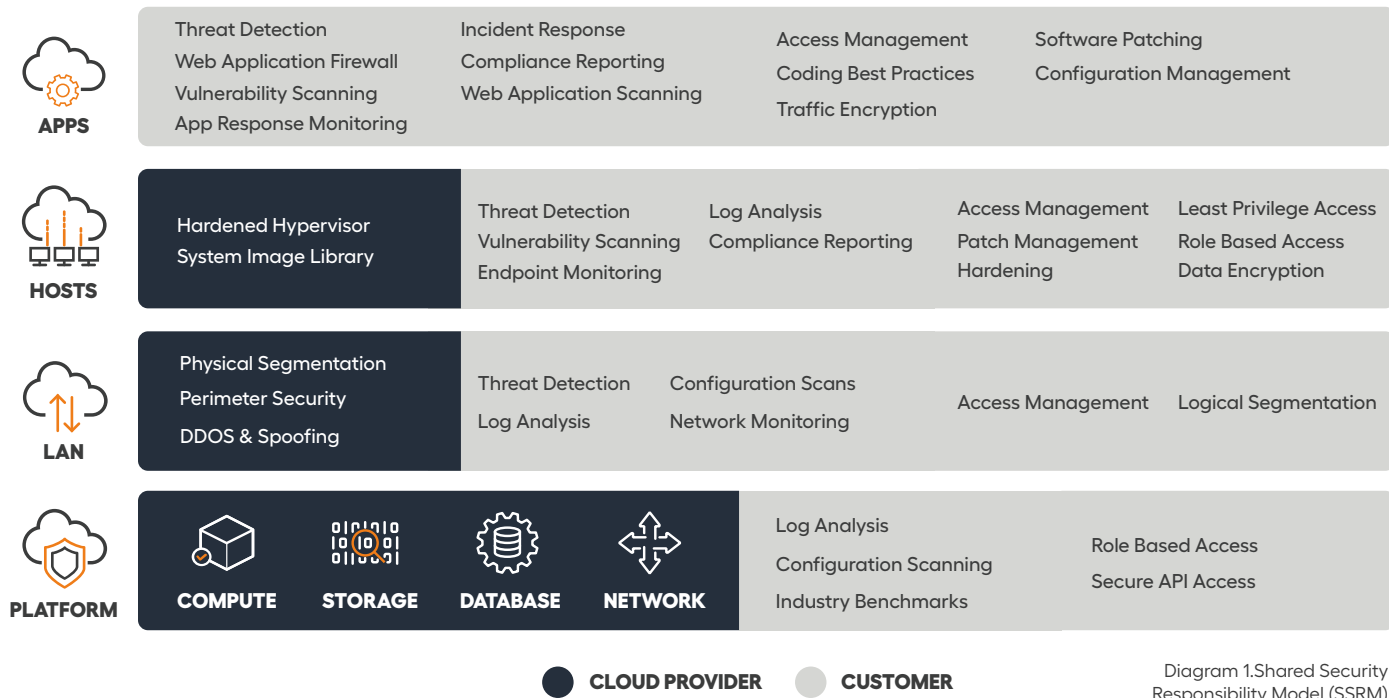 APPS
Threat Detection
Web Application Firewall
Vulnerability Scanning
App Response Monitoring
Incident Response
Compliance Reporting
Web Application Scanning
Access Management
Coding Best Practices
Traffic Encryption
Software Patching
Configuration Management
HOSTS
Hardened Hypervisor
System Image Library
Threat Detection
Vulnerability Scanning
Endpoint Monitoring
Log Analysis
Compliance Reporting
Access Management
Patch Management
Hardening
Least Privilege Access
Role Based Access
Data Encryption
LAN
Physical Segmentation
Perimeter Security
DDOS & Spoofing
Threat Detection
Log Analysis
Configuration Scans
Network Monitoring
Access Management
Logical Segmentation
PLATFORM
COMPUTE
STORAGE
DATABASE
NETWORK
Log Analysis
Configuration Scanning
Industry Benchmarks
Role Based Access
Secure API Access
CLOUD PROVIDER
CUSTOMER
Diagram 1.Shared Security
Responsibility Model (SSRM)